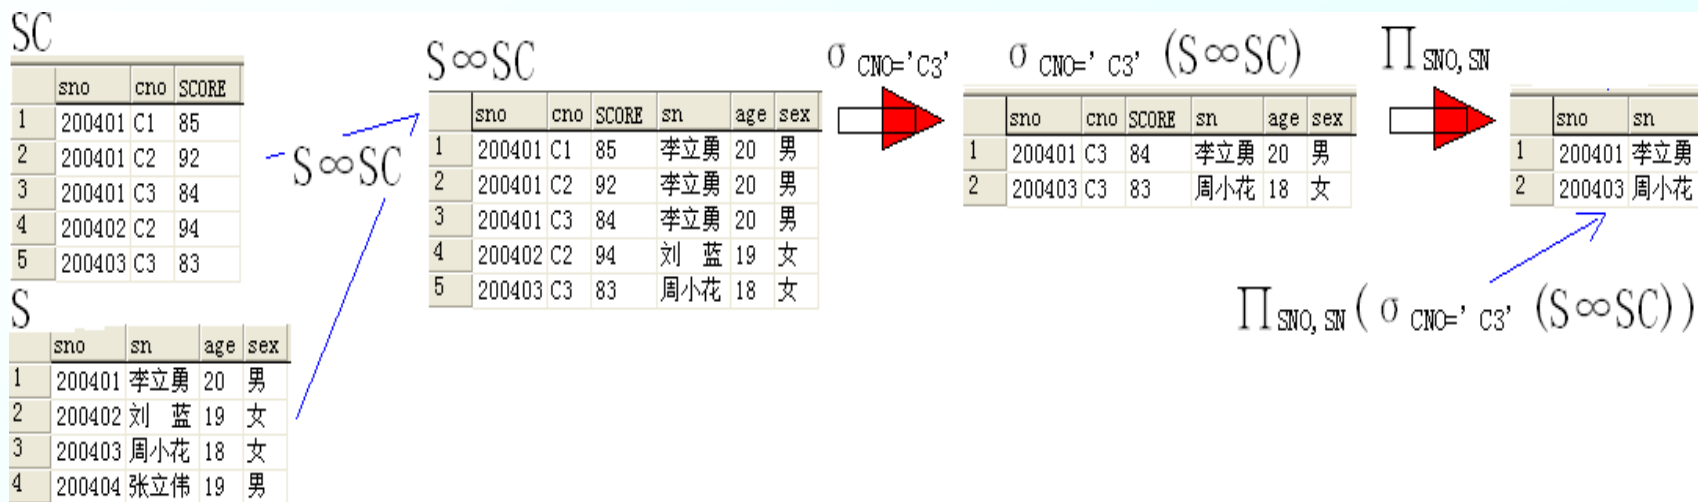 SC
sno cno SCORE
1 200401 C1 85
2 200401 C2 92
3 200401 C3 84
4 200402 C2 94
5 200403 C3 83
S
sno sn age sex
1 200401 李立勇 20 男
2 200402 刘 蓝 19 女
3 200403 周小花 18 女
4 200404 张立伟 19 男
S∞SC
S∞SC
sno cno SCORE sn age sex
1 200401 C1 85 李立勇 20 男
2 200401 C2 92 李立勇 20 男
3 200401 C3 84 李立勇 20 男
4 200402 C2 94 刘 蓝 19 女
5 200403 C3 83 周小花 18 女
σ CNO='C3'
σ CNO=' C3' (S∞SC)
sno cno SCORE sn age sex
1 200401 C3 84 李立勇 20 男
2 200403 C3 83 周小花 18 女
∏ SNO, SN
sno sn
1 200401 李立勇
2 200403 周小花
∏ SNO, SN ( σ CNO=' C3' (S∞SC))